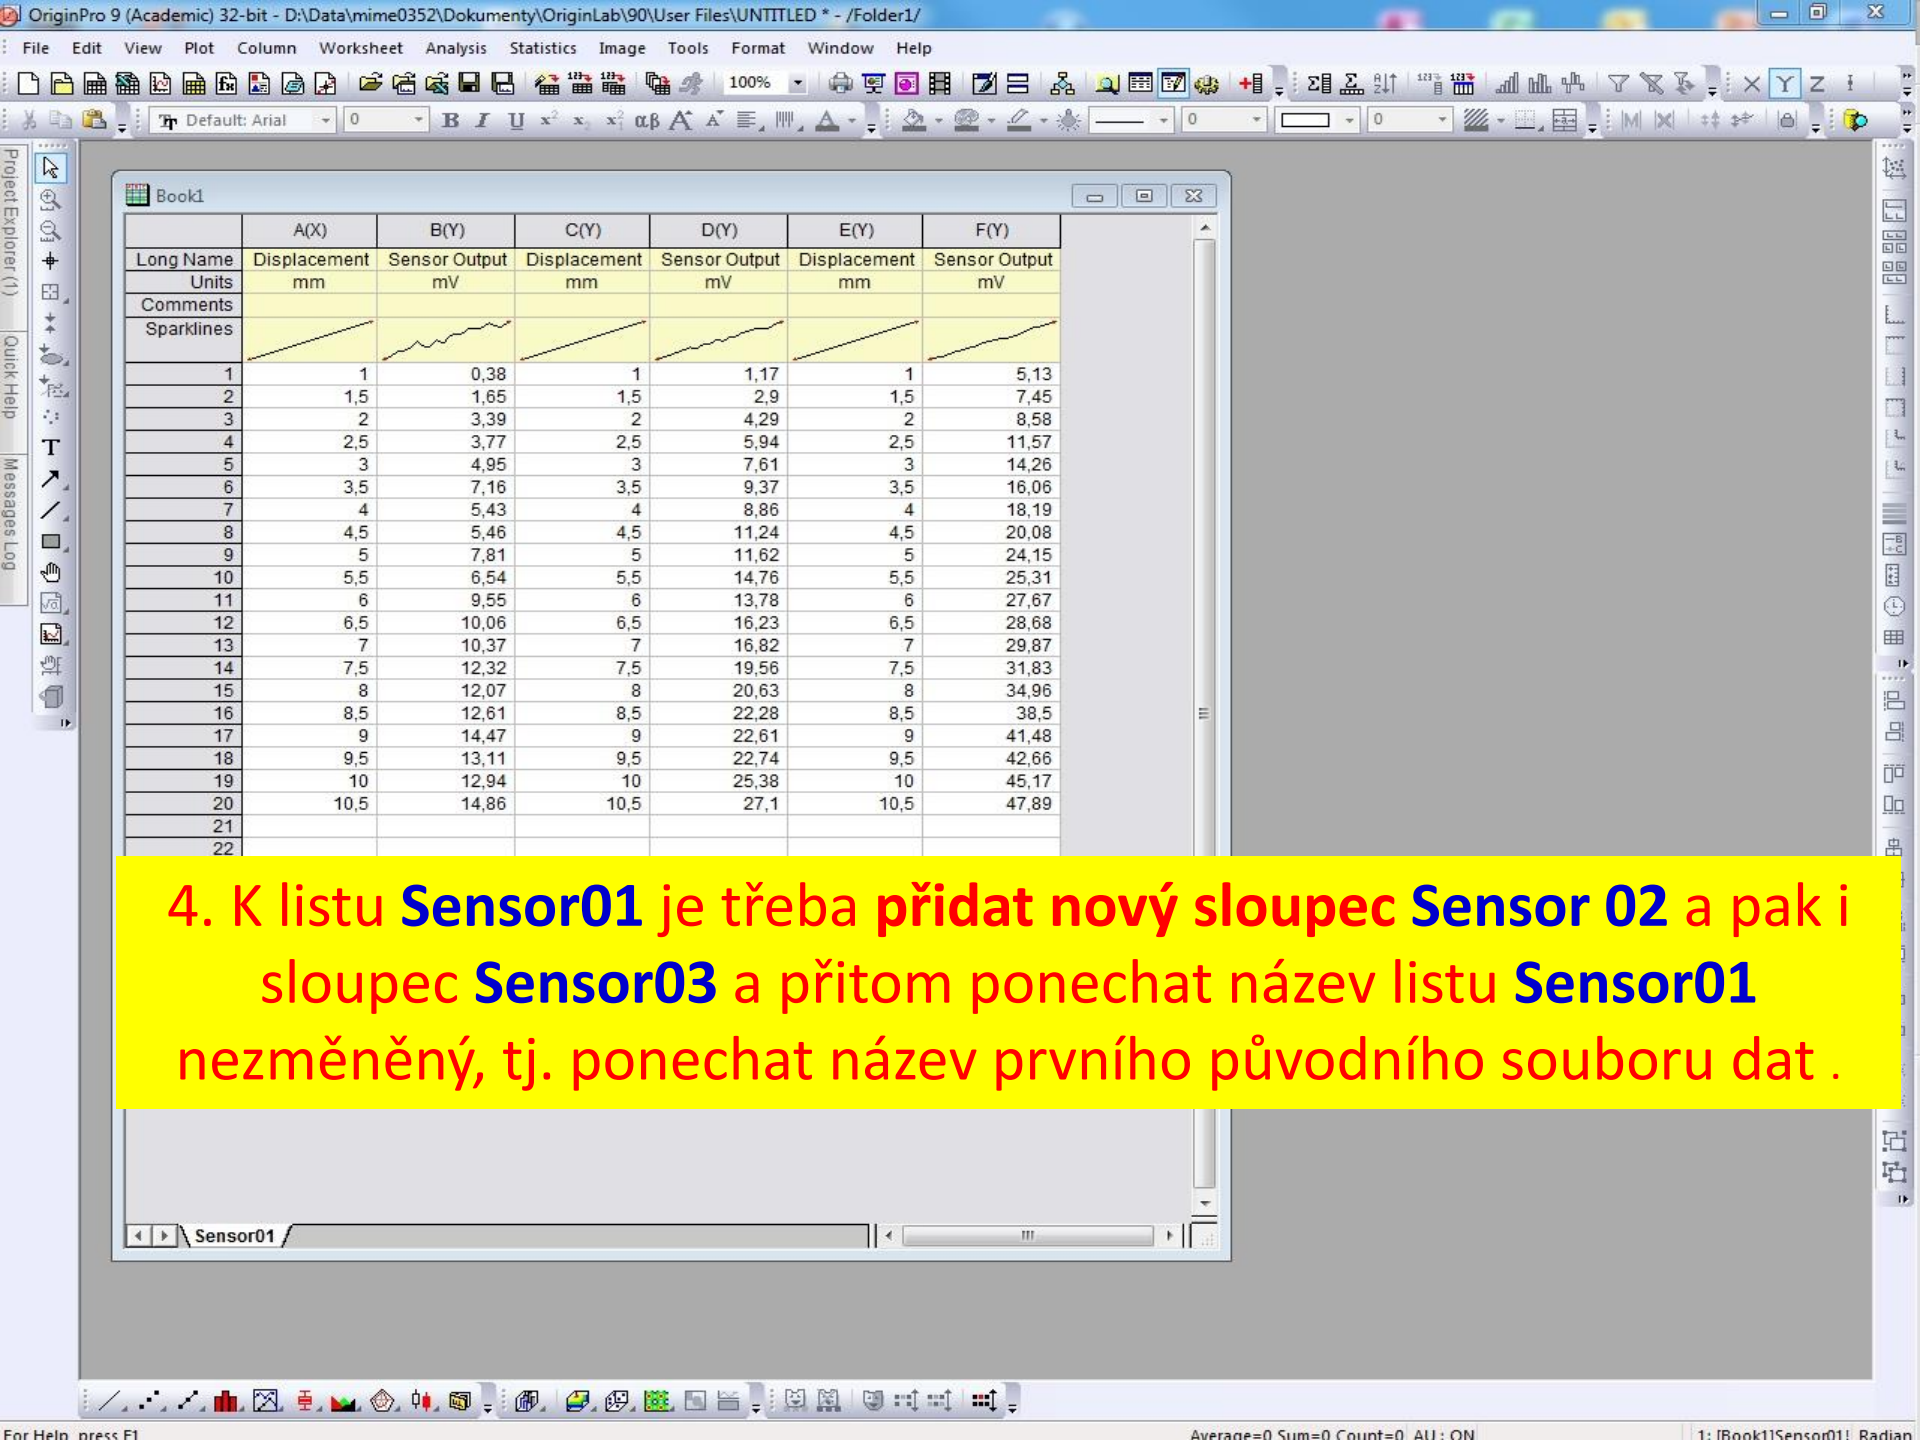 OriginPro 9 (Academic) 32-bit - D:\Data\mime0352\Dokumenty\OriginLab\90\User Files\UNTITLED * - /Folder1/
File Edit View Plot Column Worksheet Analysis Statistics Image Tools Format Window Help
100%
X Y Z
Default: Arial 0 B I U αβ A 0 0
Project Explorer (1)
Quick Help
Messages Log
Book1
A(X) B(Y) C(Y) D(Y) E(Y) F(Y)
Long Name Displacement Sensor Output Displacement Sensor Output Displacement Sensor Output
Units mm mV mm mV mm mV
Comments
Sparklines
1 1 0,38 1 1,17 1 5,13
2 1,5 1,65 1,5 2,9 1,5 7,45
3 2 3,39 2 4,29 2 8,58
4 2,5 3,77 2,5 5,94 2,5 11,57
5 3 4,95 3 7,61 3 14,26
6 3,5 7,16 3,5 9,37 3,5 16,06
7 4 5,43 4 8,86 4 18,19
8 4,5 5,46 4,5 11,24 4,5 20,08
9 5 7,81 5 11,62 5 24,15
10 5,5 6,54 5,5 14,76 5,5 25,31
11 6 9,55 6 13,78 6 27,67
12 6,5 10,06 6,5 16,23 6,5 28,68
13 7 10,37 7 16,82 7 29,87
14 7,5 12,32 7,5 19,56 7,5 31,83
15 8 12,07 8 20,63 8 34,96
16 8,5 12,61 8,5 22,28 8,5 38,5
17 9 14,47 9 22,61 9 41,48
18 9,5 13,11 9,5 22,74 9,5 42,66
19 10 12,94 10 25,38 10 45,17
20 10,5 14,86 10,5 27,1 10,5 47,89
21
22
4. K listu Sensor01 je třeba přidat nový sloupec Sensor 02 a pak i
sloupec Sensor03 a přitom ponechat název listu Sensor01
nezměněný, tj. ponechat název prvního původního souboru dat .
Sensor01
For Help, press F1
Average=0 Sum=0 Count=0 AU : ON
1: [Book1]Sensor01! Radian